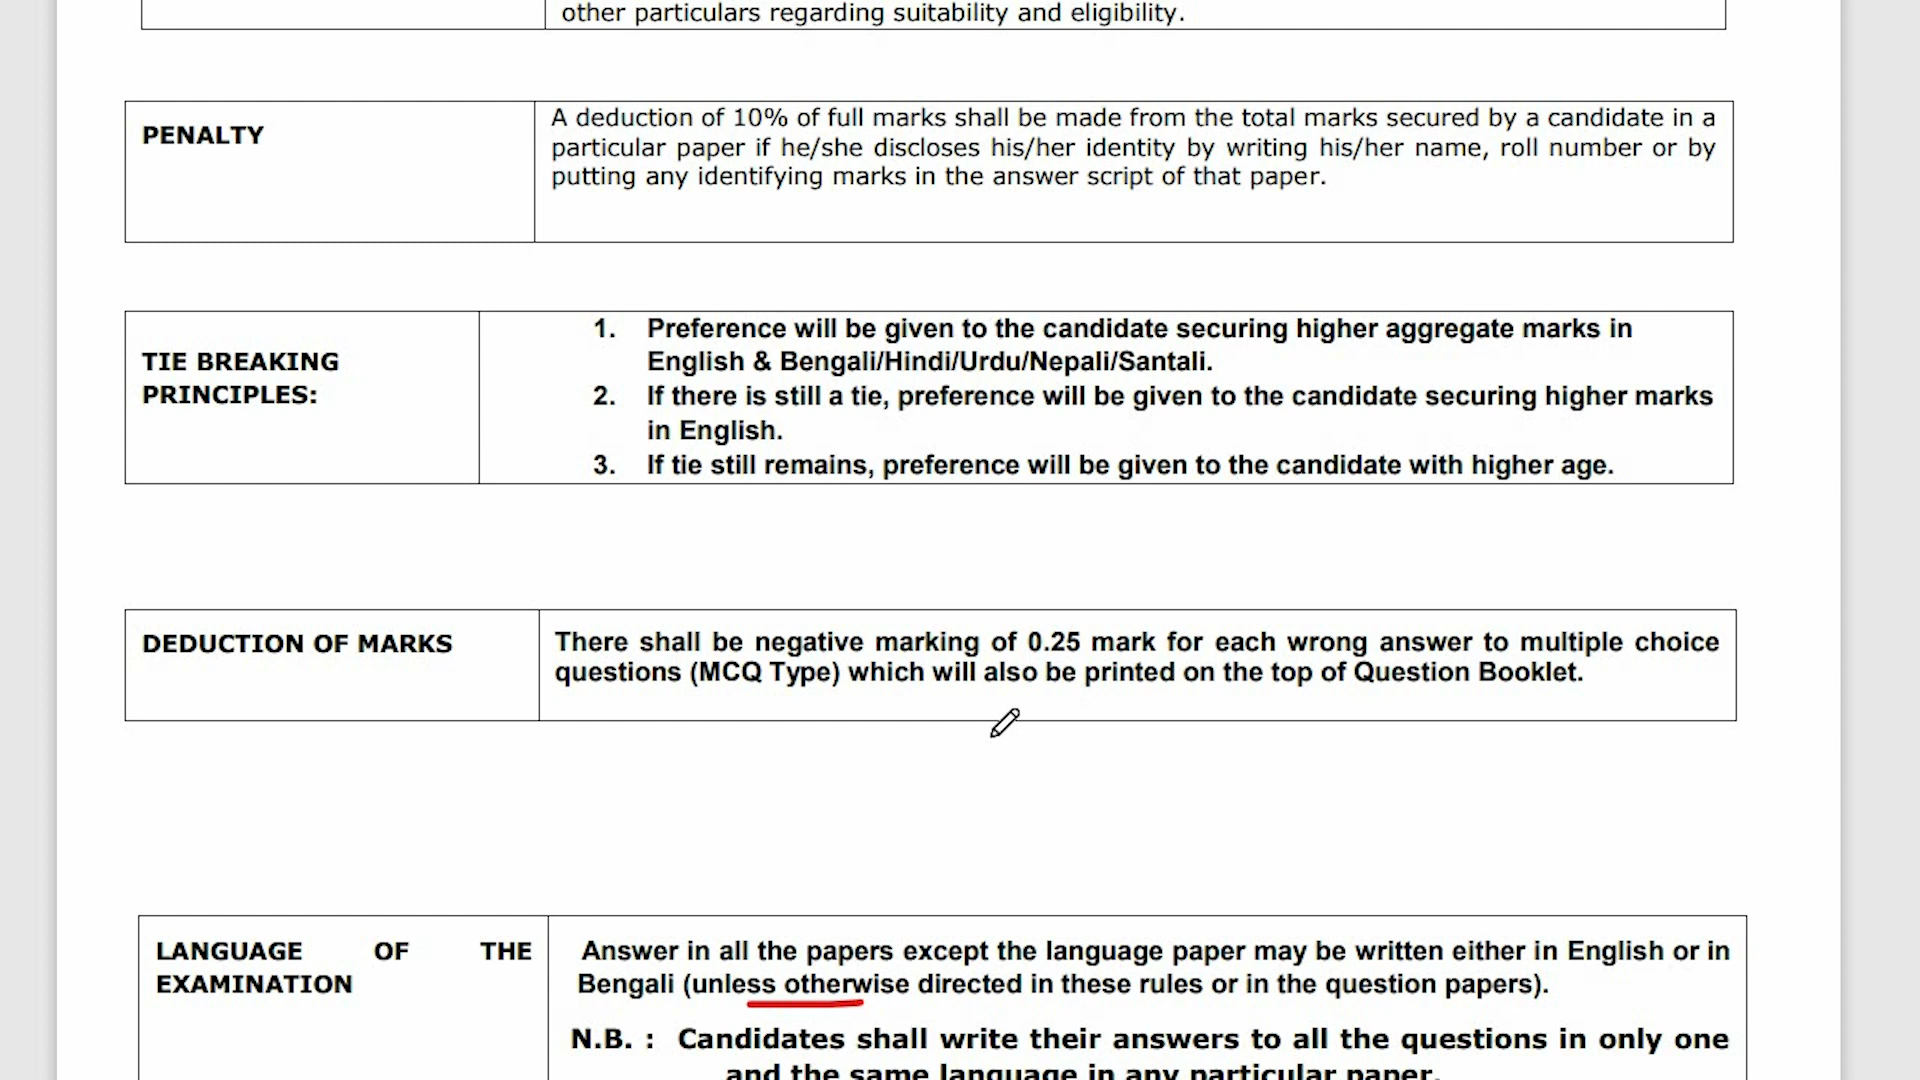 other particulars regarding suitability and eligibility.
PENALTY
A deduction of 10% of full marks shall be made from the total marks secured by a candidate in a
particular paper if he/she discloses his/her identity by writing his/her name, roll number or by
putting any identifying marks in the answer script of that paper.
TIE BREAKING
PRINCIPLES:
1. Preference will be given to the candidate securing higher aggregate marks in
English & Bengali/Hindi/Urdu/Nepali/Santali.
2. If there is still a tie, preference will be given to the candidate securing higher marks
in English.
3. If tie still remains, preference will be given to the candidate with higher age.
DEDUCTION OF MARKS
There shall be negative marking of 0.25 mark for each wrong answer to multiple choice
questions (MCQ Type) which will also be printed on the top of Question Booklet.
LANGUAGE OF THE
EXAMINATION
Answer in all the papers except the language paper may be written either in English or in
Bengali (unless otherwise directed in these rules or in the question papers).
N.B. : Candidates shall write their answers to all the questions in only one
and the same language in any particular paper.